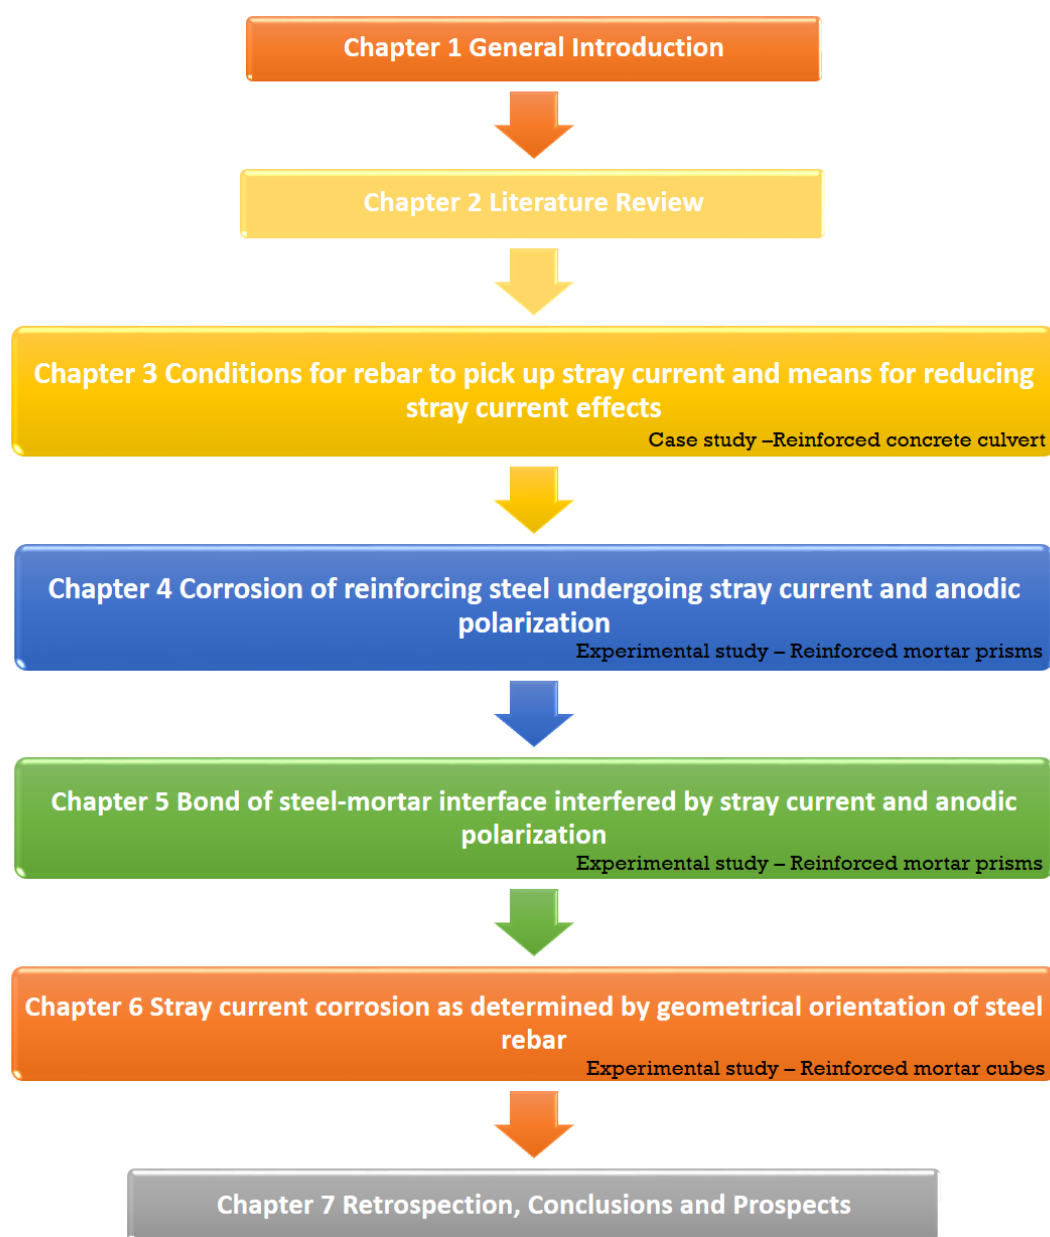 Chapter 1 General Introduction
Chapter 2 Literature Review
Chapter 3 Conditions for rebar to pick up stray current and means for reducing
stray current effects
Case study –Reinforced concrete culvert
Chapter 4 Corrosion of reinforcing steel undergoing stray current and anodic
polarization
Experimental study – Reinforced mortar prisms
Chapter 5 Bond of steel-mortar interface interfered by stray current and anodic
polarization
Experimental study – Reinforced mortar prisms
Chapter 6 Stray current corrosion as determined by geometrical orientation of steel
rebar
Experimental study – Reinforced mortar cubes
Chapter 7 Retrospection, Conclusions and Prospects